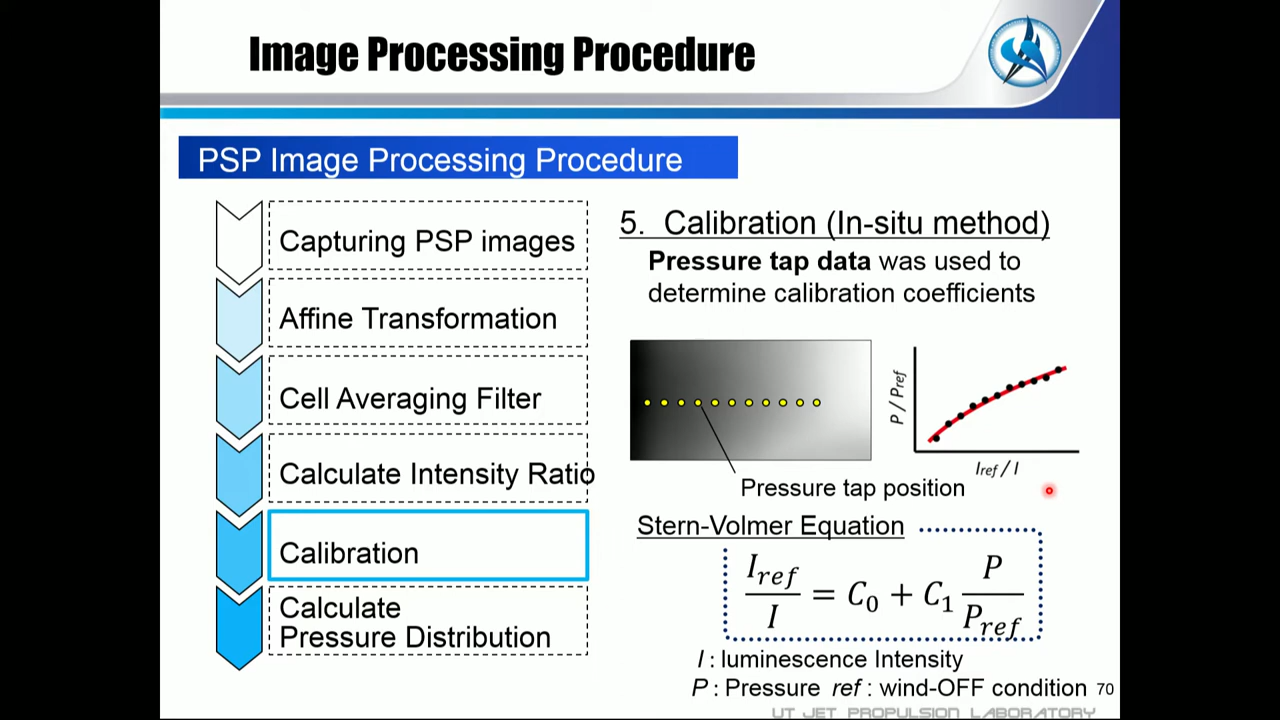 Image Processing Procedure
PSP Image Processing Procedure
Capturing PSP images
Affine Transformation
Cell Averaging Filter
Calculate Intensity Ratio
Calibration
Calculate
Pressure Distribution
5. Calibration (In-situ method)
Pressure tap data was used to
determine calibration coefficients
P / Pref
Iref / I
Pressure tap position
Stern-Volmer Equation
I_ref / I = C_0 + C_1 P / P_ref
I : luminescence Intensity
P : Pressure ref : wind-OFF condition
70
UT JET PROPULSION LABORATORY